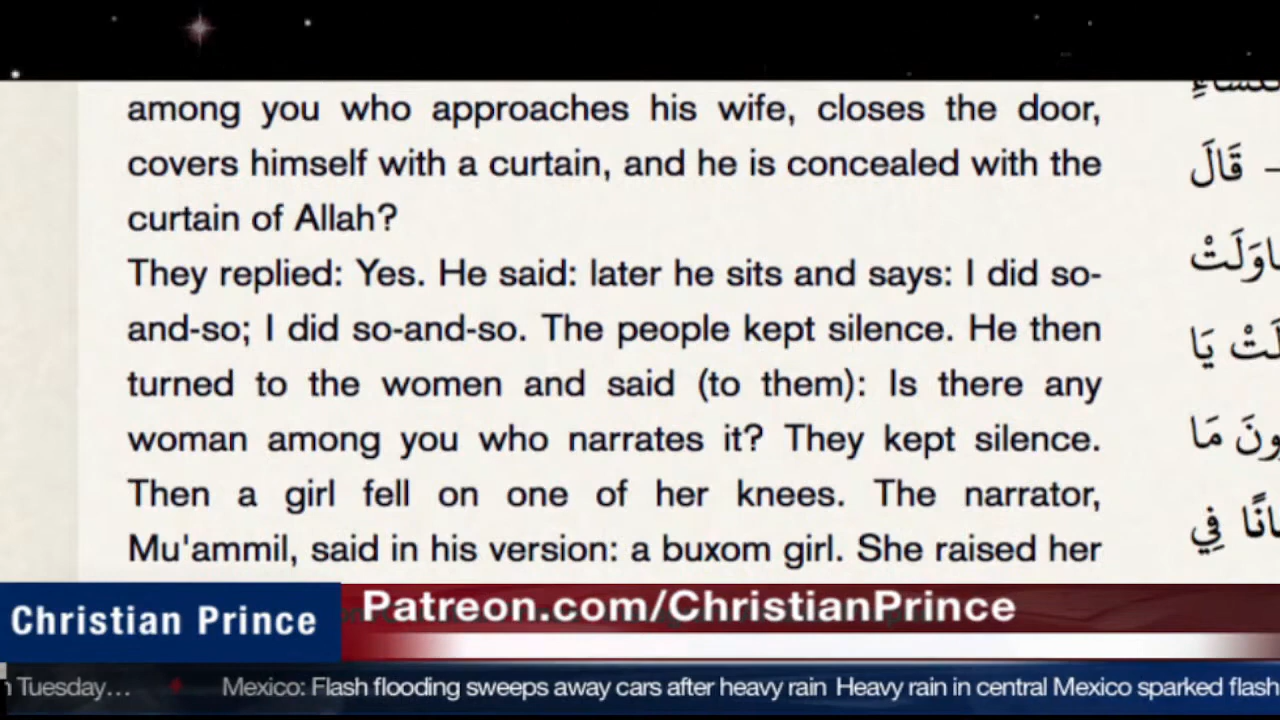 among you who approaches his wife, closes the door,
covers himself with a curtain, and he is concealed with the
curtain of Allah?
They replied: Yes. He said: later he sits and says: I did so-
and-so; I did so-and-so. The people kept silence. He then
turned to the women and said (to them): Is there any
woman among you who narrates it? They kept silence.
Then a girl fell on one of her knees. The narrator,
Mu'ammil, said in his version: a buxom girl. She raised her
قَالَ –
لَتْ يَا
ونَ مَا
انًا فِي
Christian Prince
Patreon.com/ChristianPrince
Tuesday... Mexico: Flash flooding sweeps away cars after heavy rain Heavy rain in central Mexico sparked flash